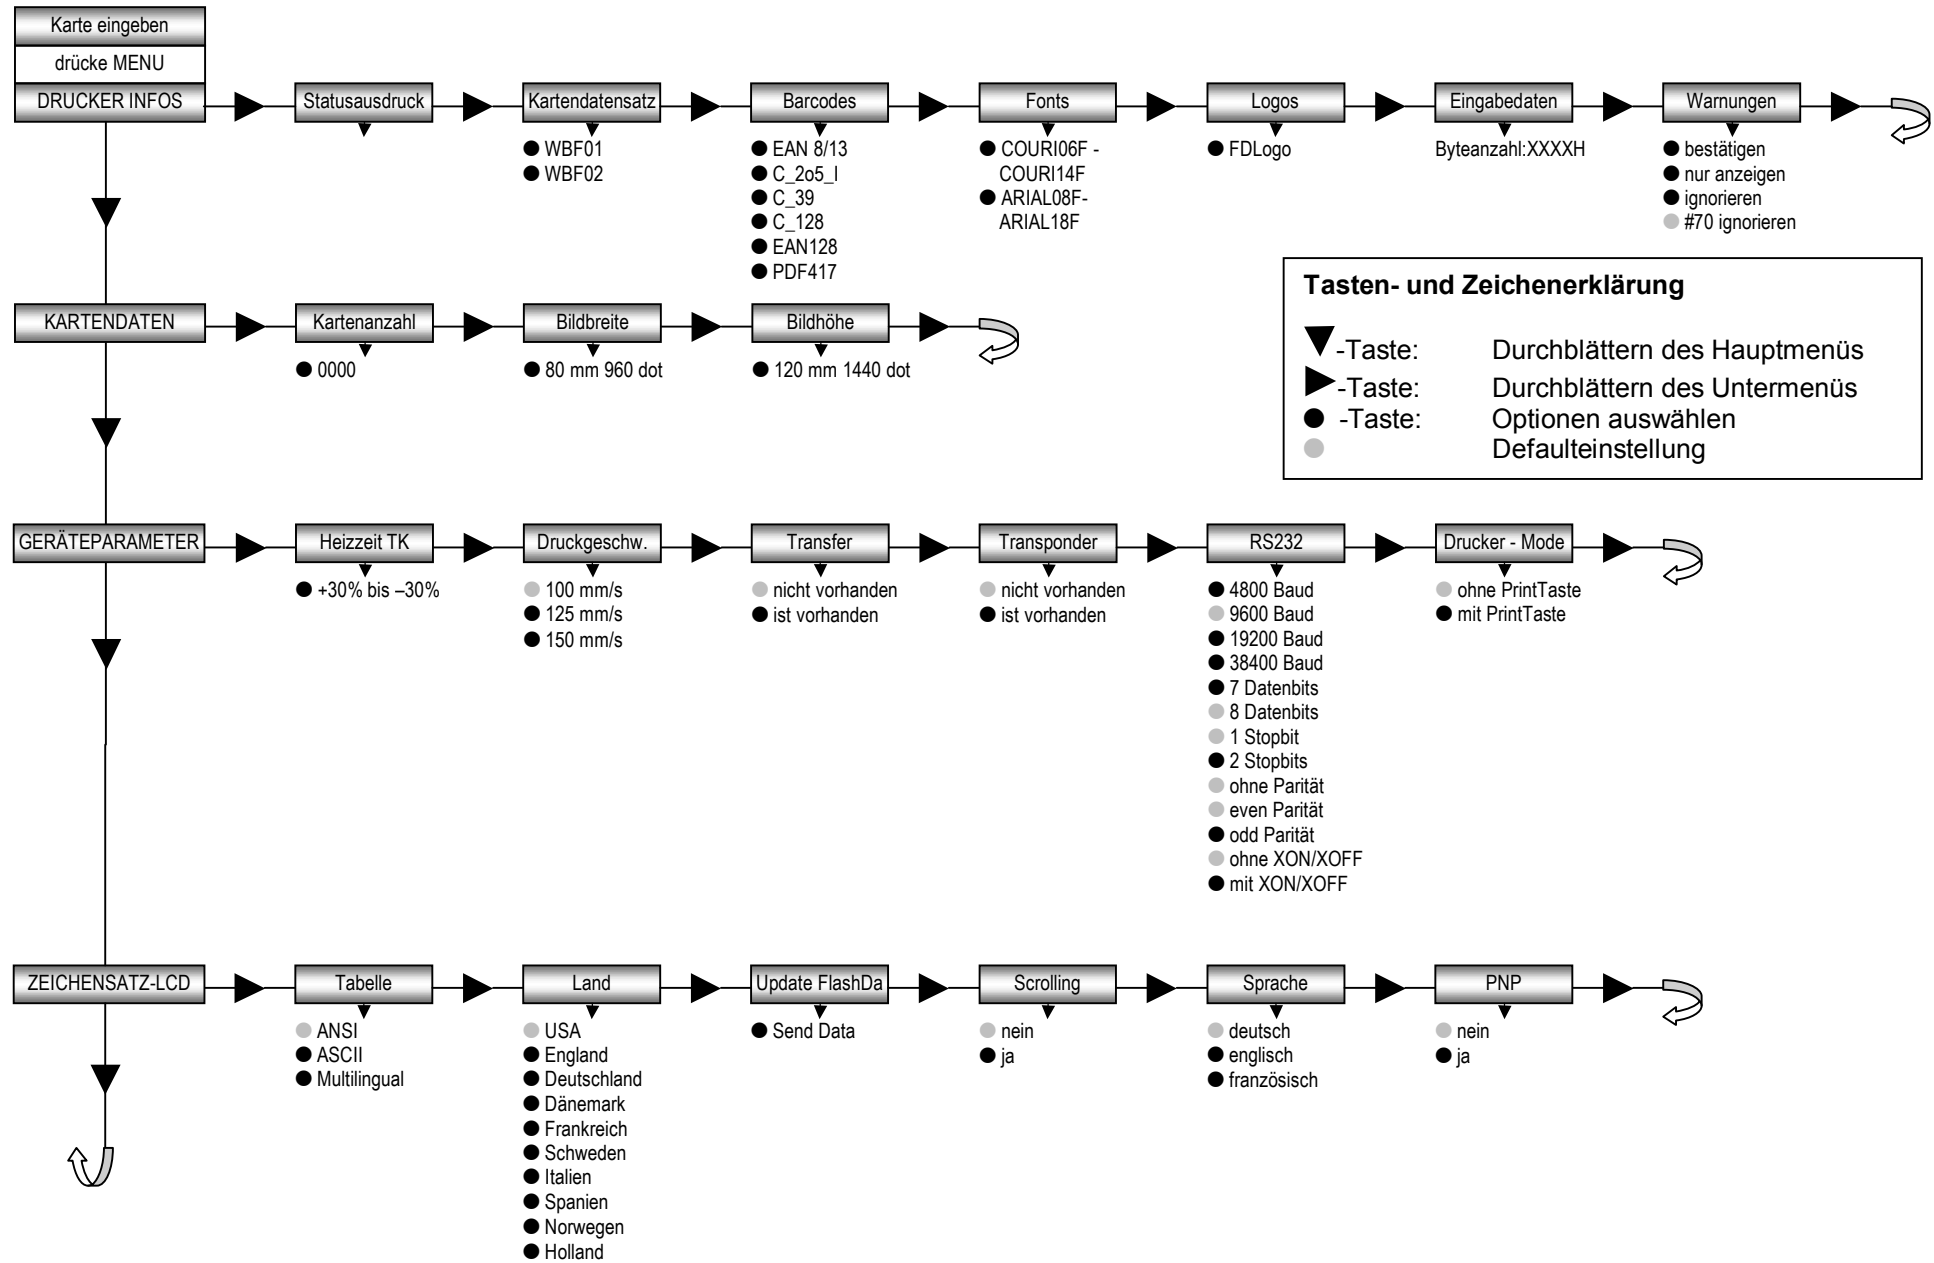 Karte eingeben
drücke MENU
DRUCKER INFOS
Statusausdruck
Kartendatensatz
WBF01
WBF02
Barcodes
EAN 8/13
C_2o5_I
C_39
C_128
EAN128
PDF417
Fonts
COURI06F -
COURI14F
ARIAL08F-
ARIAL18F
Logos
FDLogo
Eingabedaten
Byteanzahl:XXXXH
Warnungen
bestätigen
nur anzeigen
ignorieren
#70 ignorieren
Tasten- und Zeichenerklärung
-Taste: Durchblättern des Hauptmenüs
-Taste: Durchblättern des Untermenüs
-Taste: Optionen auswählen
Defaulteinstellung
KARTENDATEN
Kartenanzahl
0000
Bildbreite
80 mm 960 dot
Bildhöhe
120 mm 1440 dot
GERÄTEPARAMETER
Heizzeit TK
+30% bis –30%
Druckgeschw.
100 mm/s
125 mm/s
150 mm/s
Transfer
nicht vorhanden
ist vorhanden
Transponder
nicht vorhanden
ist vorhanden
RS232
4800 Baud
9600 Baud
19200 Baud
38400 Baud
7 Datenbits
8 Datenbits
1 Stopbit
2 Stopbits
ohne Parität
even Parität
odd Parität
ohne XON/XOFF
mit XON/XOFF
Drucker - Mode
ohne PrintTaste
mit PrintTaste
ZEICHENSATZ-LCD
Tabelle
ANSI
ASCII
Multilingual
Land
USA
England
Deutschland
Dänemark
Frankreich
Schweden
Italien
Spanien
Norwegen
Holland
Update FlashDa
Send Data
Scrolling
nein
ja
Sprache
deutsch
englisch
französisch
PNP
nein
ja